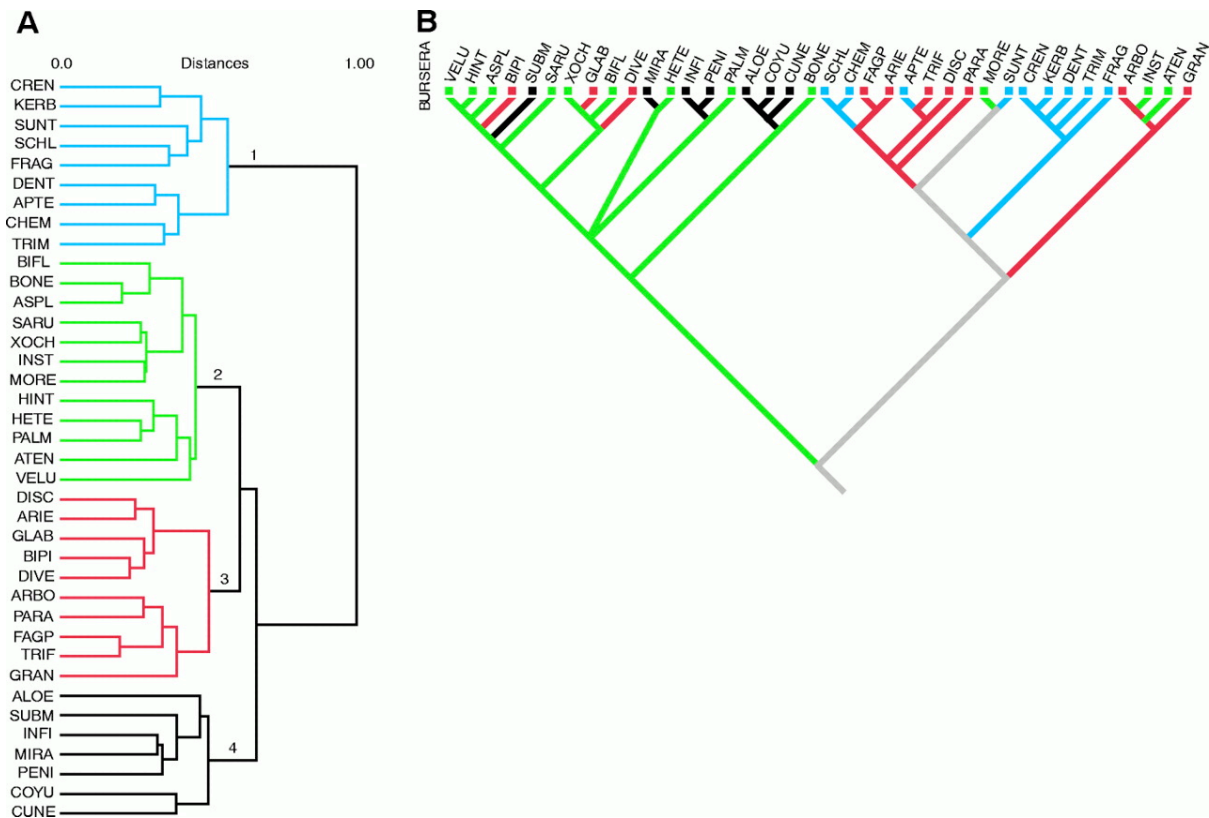 A
0.0 Distances 1.00
CREN
KERB
SUNT
SCHL
FRAG
DENT
APTE
CHEM
TRIM
BIFL
BONE
ASPL
SARU
XOCH
INST
MORE
HINT
HETE
PALM
ATEN
VELU
DISC
ARIE
GLAB
BIPI
DIVE
ARBO
PARA
FAGP
TRIF
GRAN
ALOE
SUBM
INFI
MIRA
PENI
COYU
CUNE
1
2
3
4
B
BURSERA
VELU
HINT
ASPL
BIPI
SUBM
SARU
XOCH
GLAB
BIFL
DIVE
MIRA
HETE
INFI
PENI
PALM
ALOE
COYU
CUNE
BONE
SCHL
CHEM
FAGP
ARIE
APTE
TRIF
DISC
PARA
MORE
SUNT
CREN
KERB
DENT
TRIM
FRAG
ARBO
INST
ATEN
GRAN